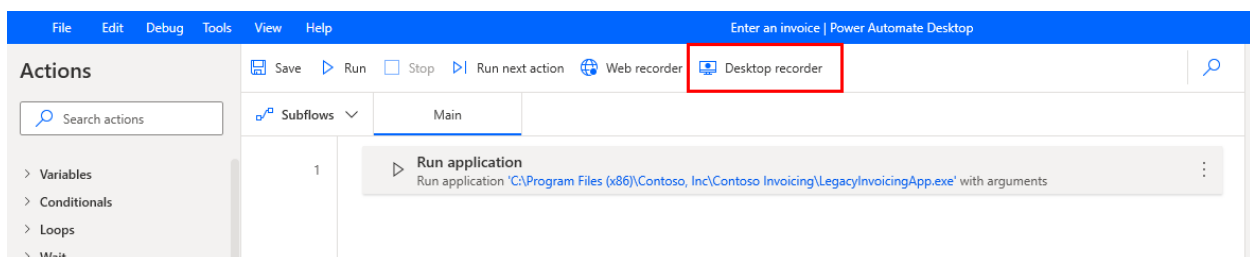 File Edit Debug Tools View Help Enter an invoice | Power Automate Desktop
Actions
Save Run Stop Run next action Web recorder Desktop recorder
Search actions
Subflows Main
Variables
Conditionals
Loops
Wait
1 Run application
Run application 'C:\Program Files (x86)\Contoso, Inc\Contoso Invoicing\LegacyInvoicingApp.exe' with arguments